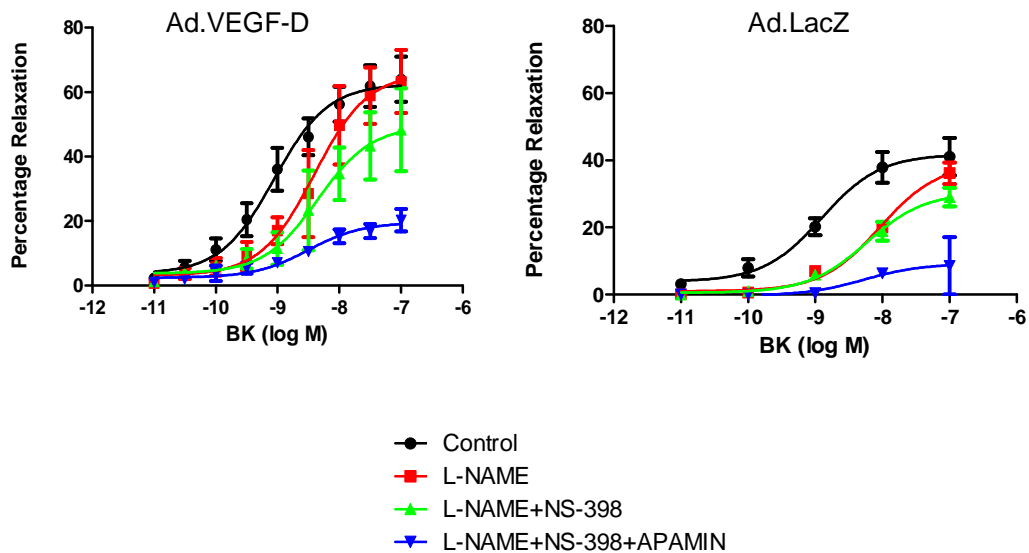 Ad.VEGF-D
Percentage Relaxation
80
60
40
20
0
-12 -11 -10 -9 -8 -7 -6
BK (log M)
Ad.LacZ
Percentage Relaxation
80
60
40
20
0
-12 -11 -10 -9 -8 -7 -6
BK (log M)
Control
L-NAME
L-NAME+NS-398
L-NAME+NS-398+APAMIN